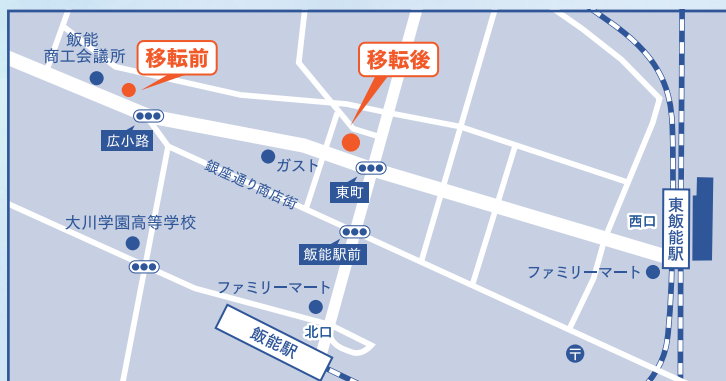 飯能
商工会議所
移転前
移転後
広小路
ガスト
銀座通り商店街
東町
大川学園高等学校
飯能駅前
西口
東飯能駅
ファミリーマート
ファミリーマート
北口
飯能駅
〒